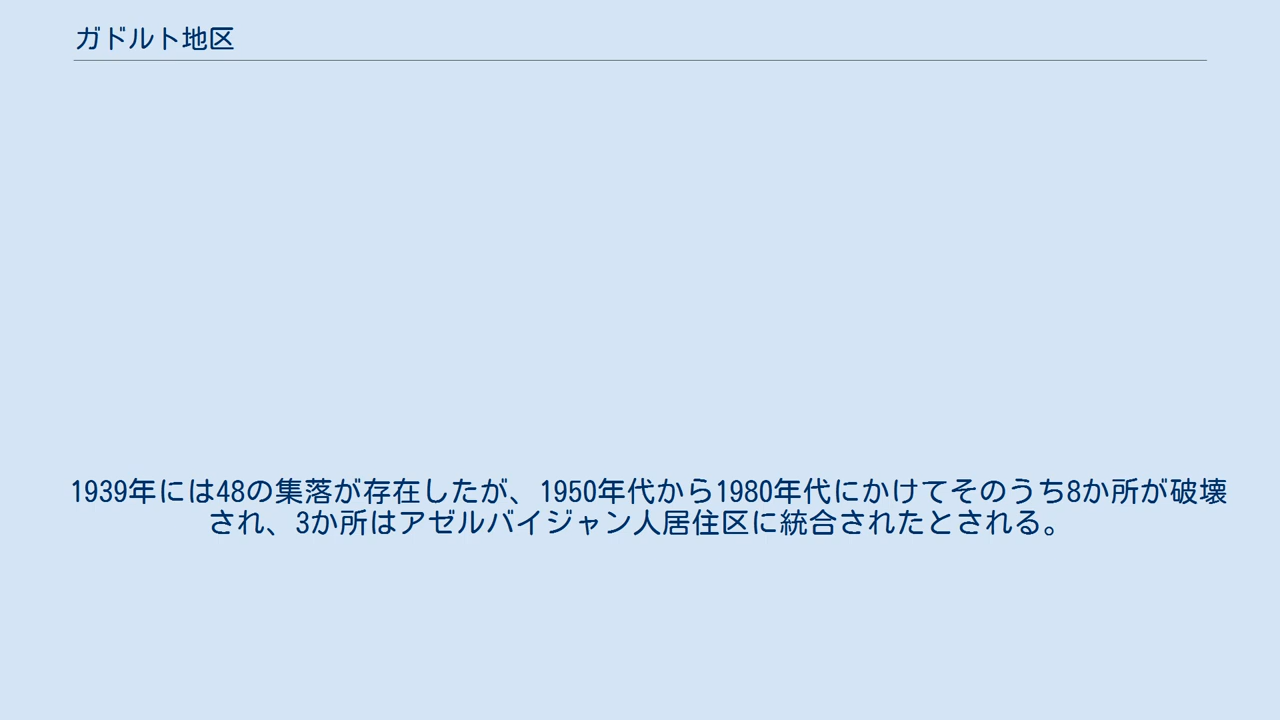 ガドルト地区
1939年には48の集落が存在したが、1950年代から1980年代にかけてそのうち8か所が破壊
され、3か所はアゼルバイジャン人居住区に統合されたとされる。